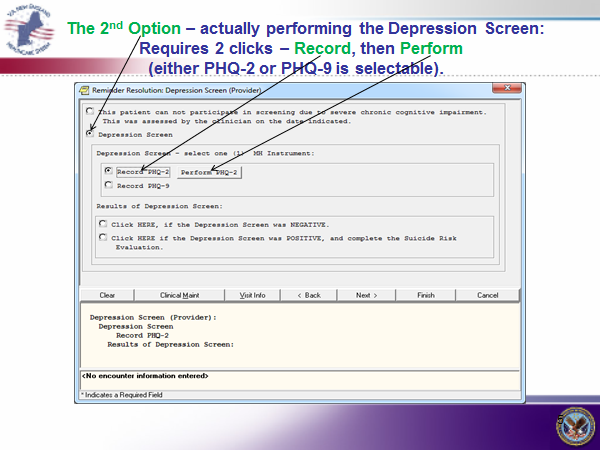 VA NEW ENGLAND
HEALTHCARE SYSTEM
The 2nd Option – actually performing the Depression Screen:
Requires 2 clicks – Record, then Perform
(either PHQ-2 or PHQ-9 is selectable).
Reminder Resolution: Depression Screen (Provider)
This patient can not participate in screening due to severe chronic cognitive impairment.
This was assessed by the clinician on the date indicated.
Depression Screen
Depression Screen - select one (1) MH Instrument:
Record PHQ-2 Perform PHQ-2
Record PHQ-9
Results of Depression Screen:
Click HERE, if the Depression Screen was NEGATIVE.
Click HERE if the Depression Screen was POSITIVE, and complete the Suicide Risk
Evaluation.
Clear Clinical Maint Visit Info < Back Next > Finish Cancel
Depression Screen (Provider):
Depression Screen
Record PHQ-2
Results of Depression Screen:
<No encounter information entered>
* Indicates a Required Field